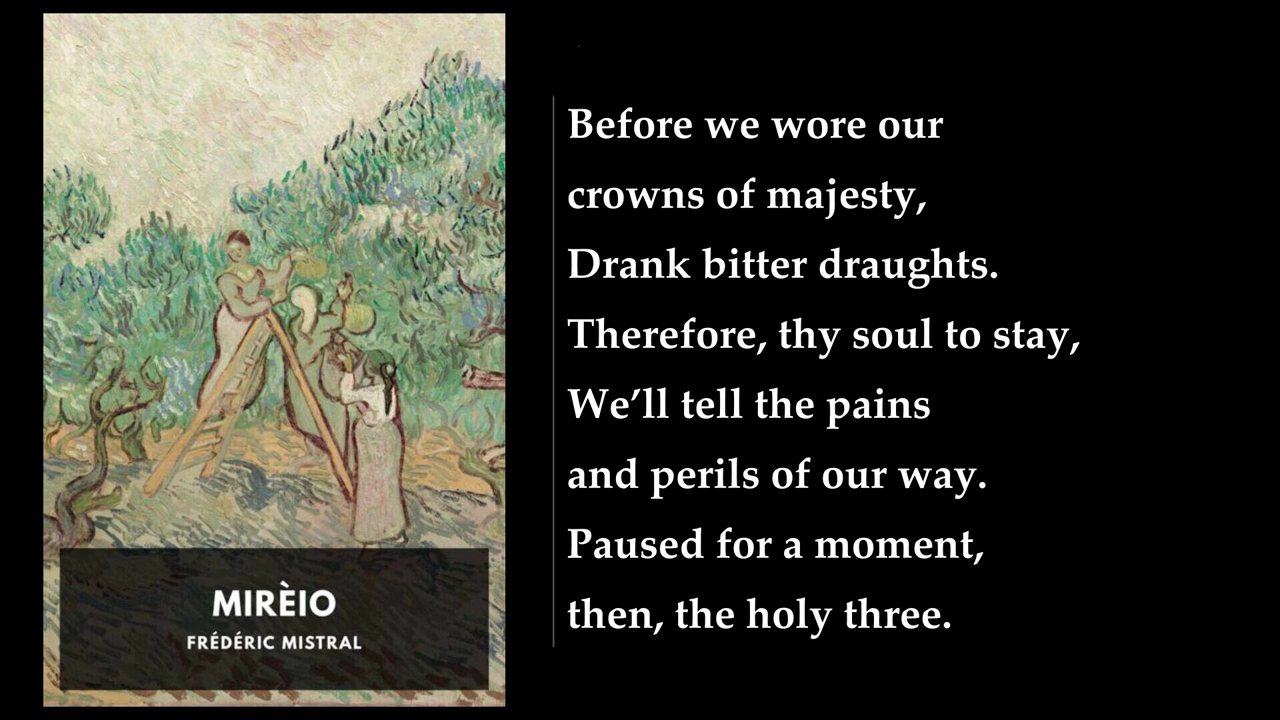 MIRÈIO
FRÉDÉRIC MISTRAL
Before we wore our
crowns of majesty,
Drank bitter draughts.
Therefore, thy soul to stay,
We’ll tell the pains
and perils of our way.
Paused for a moment,
then, the holy three.